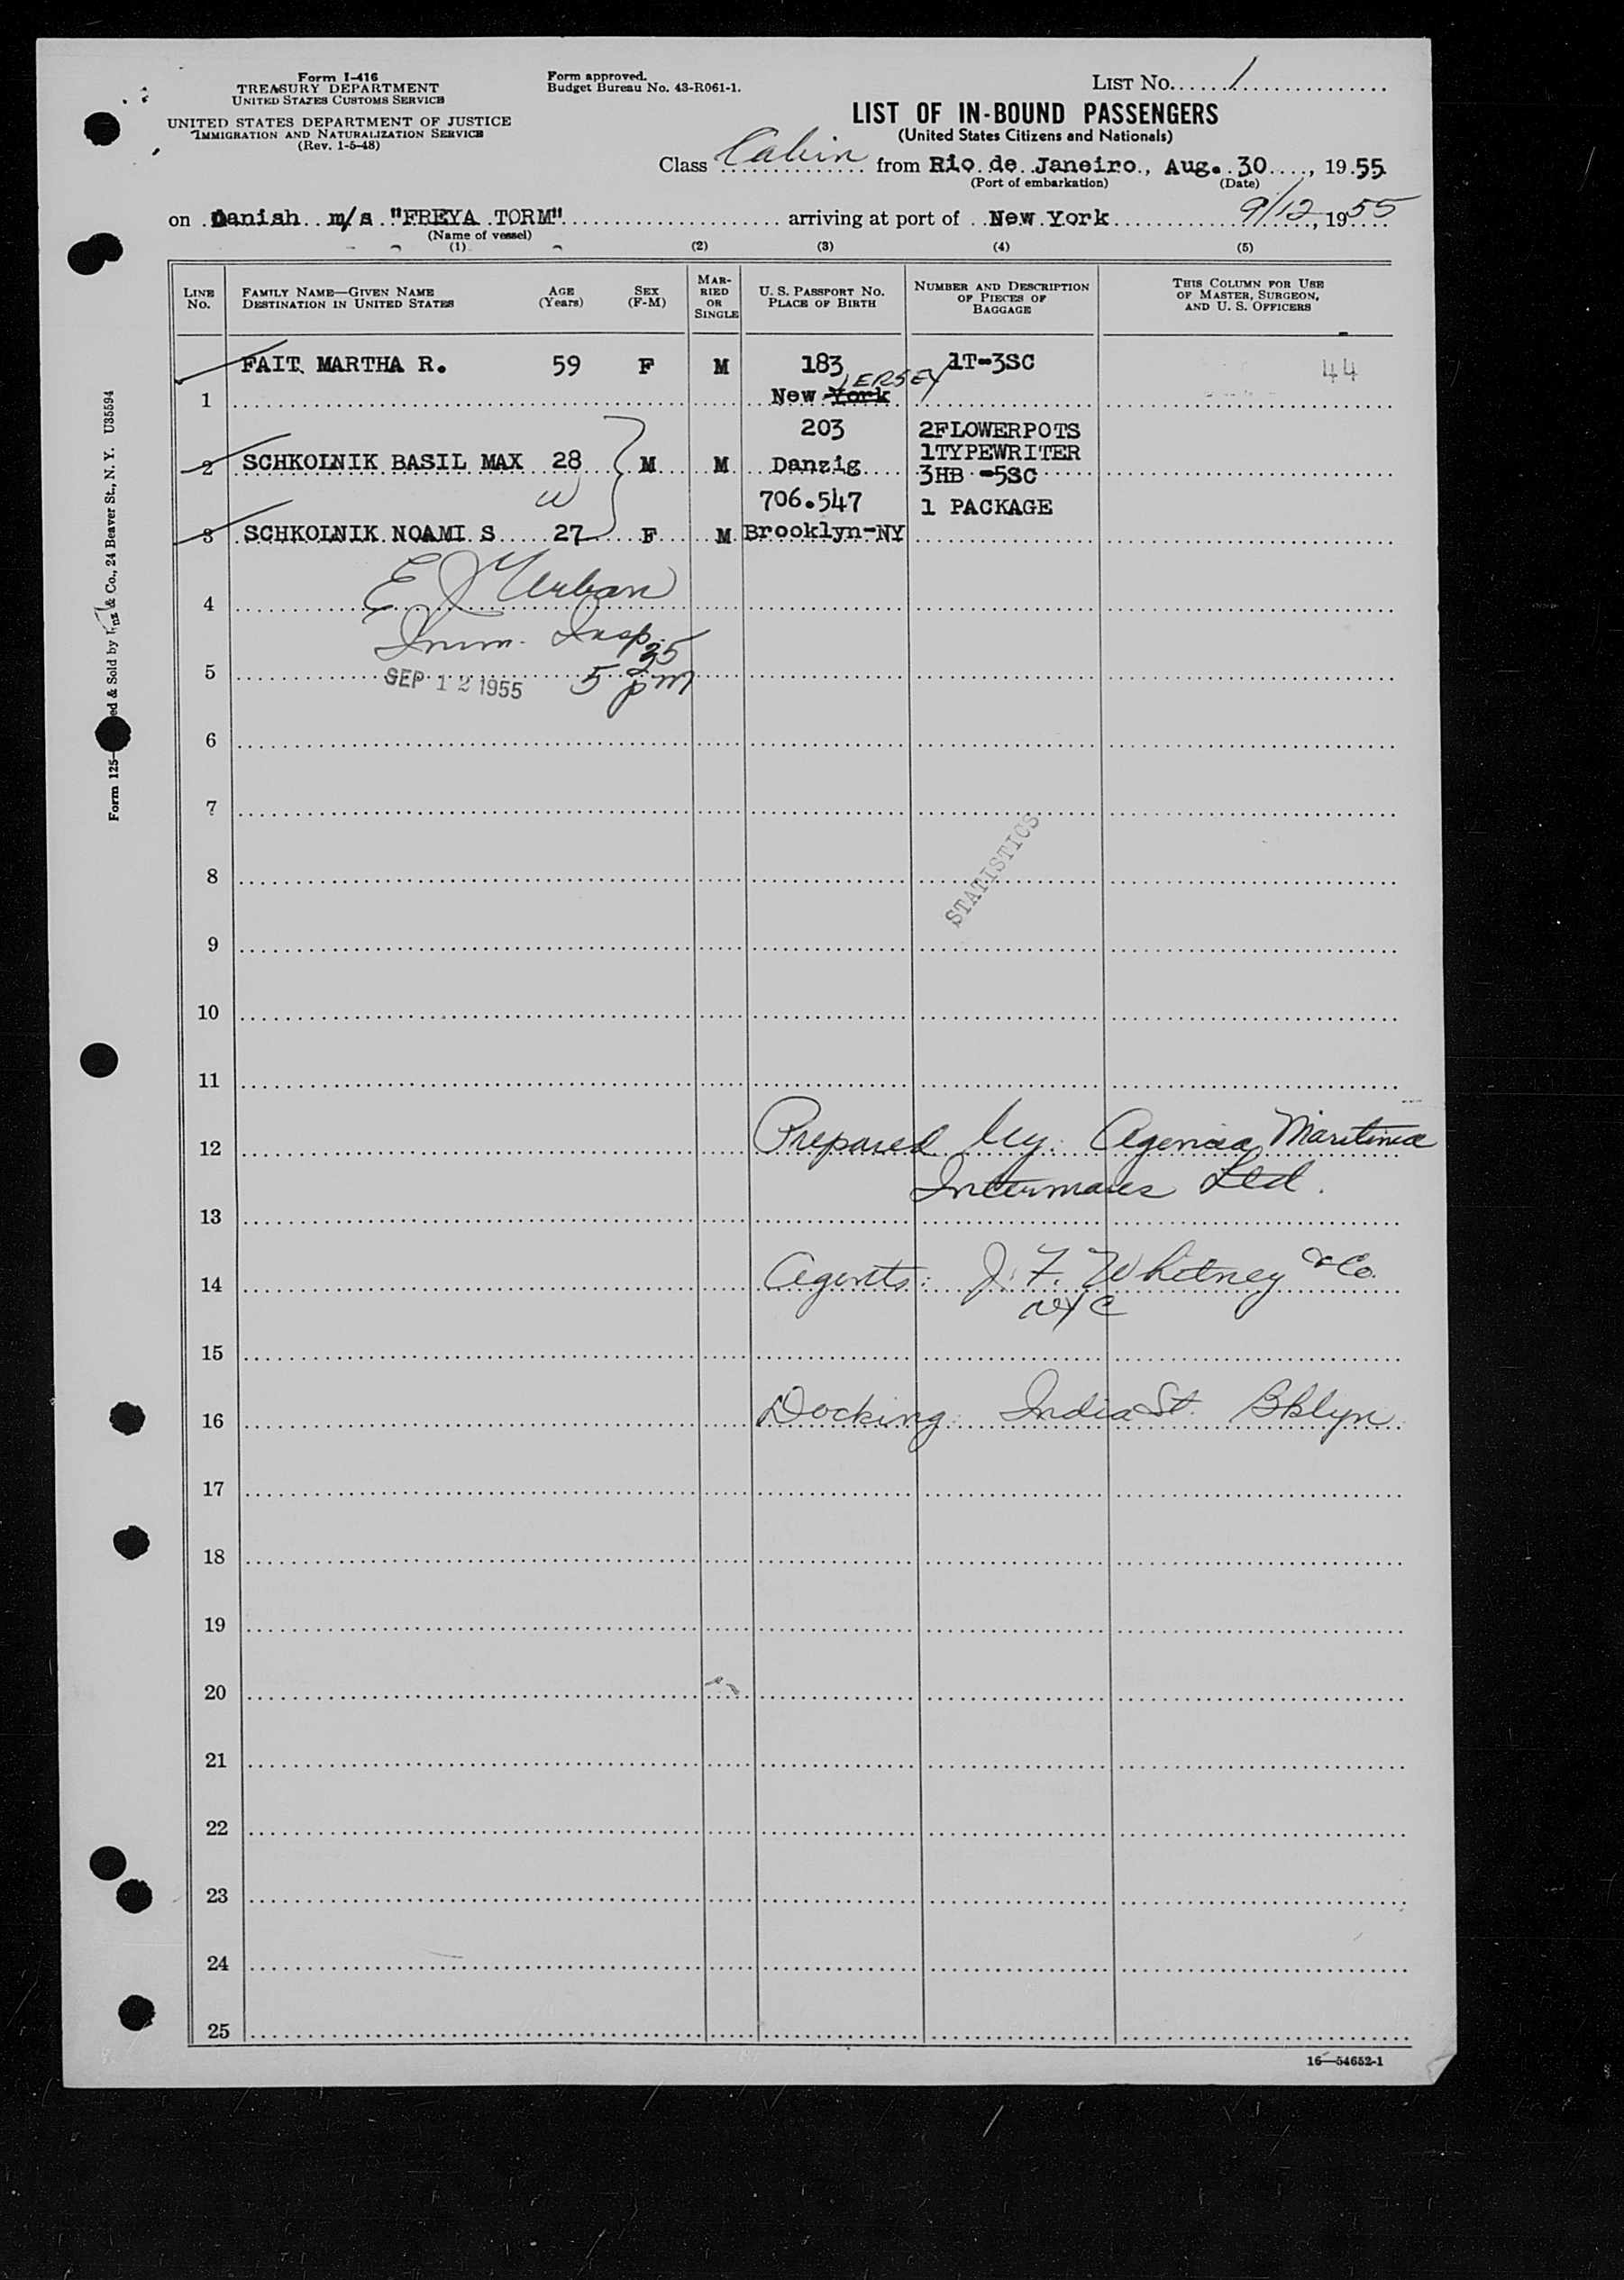 Form I-416
TREASURY DEPARTMENT
UNITED STATES CUSTOMS SERVICE
UNITED STATES DEPARTMENT OF JUSTICE
IMMIGRATION AND NATURALIZATION SERVICE
(Rev. 1-5-48)
Form approved.
Budget Bureau No. 43-R061-1.
LIST NO. 1
LIST OF IN-BOUND PASSENGERS
(United States Citizens and Nationals)
Class Cabin from Rio de Janeiro, Aug. 30, 1955
(Port of embarkation) (Date)
on Danish m/s "FREYA TORM" arriving at port of New York 9/12, 1955
(Name of vessel)
(1) (2) (3) (4) (5)
LINE NO. FAMILY NAME—GIVEN NAME DESTINATION IN UNITED STATES AGE (Years) SEX (F-M) MARRIED OR SINGLE U. S. PASSPORT NO. PLACE OF BIRTH NUMBER AND DESCRIPTION OF PIECES OF BAGGAGE THIS COLUMN FOR USE OF MASTER, SURGEON, AND U. S. OFFICERS
FAIT MARTHA R. 59 F M 183 1T-3SC 44
1 New York JERSEY
203 2FLOWERPOTS
1TYPEWRITER
2 SCHKOLNIK BASIL MAX 28 M M Danzig 3HB -5SC
W 706.547 1 PACKAGE
3 SCHKOLNIK NOAMI S 27 F M Brooklyn-NY
E J Urban
4
Imm. Insp.
5 SEP 12 1955 5 35 pm
6
7
STATISTICS
8
9
10
11
12 Prepared by: Agencia Maritima
Intermares Ltd.
13
14 Agents: J. F. Whitney & Co.
NYC
15
16 Docking: India St. Bklyn
17
18
19
20
21
22
23
24
25
16—54652-1
Form 125— ed & Sold by & Co., 24 Beaver St., N. Y. U35594